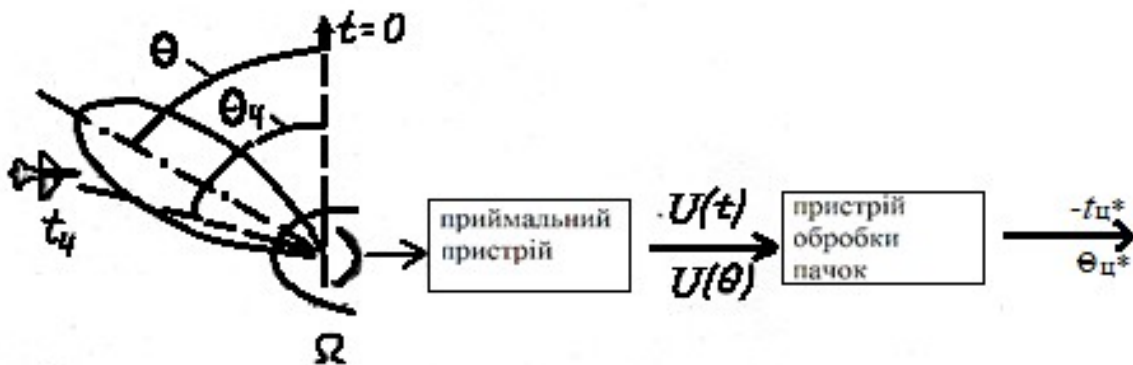 t=0
Θ
Θц
tц
приймальний
пристрій
U(t)
U(θ)
пристрій
обробки
пачок
-tц*
Θц*
Ω